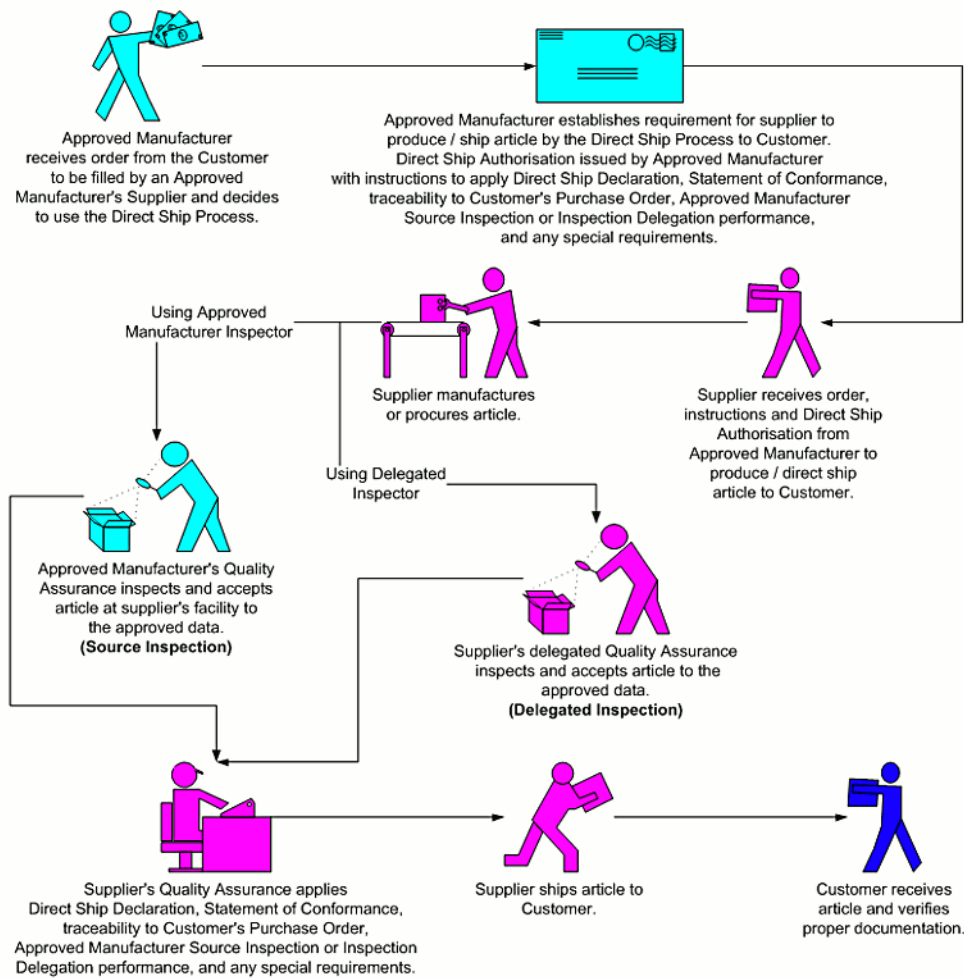 Approved Manufacturer
receives order from the Customer
to be filled by an Approved
Manufacturer's Supplier and decides
to use the Direct Ship Process.
Approved Manufacturer establishes requirement for supplier to
produce / ship article by the Direct Ship Process to Customer.
Direct Ship Authorisation issued by Approved Manufacturer
with instructions to apply Direct Ship Declaration, Statement of Conformance,
traceability to Customer's Purchase Order, Approved Manufacturer
Source Inspection or Inspection Delegation performance,
and any special requirements.
Supplier receives order,
instructions and Direct Ship
Authorisation from
Approved Manufacturer to
produce / direct ship
article to Customer.
Supplier manufactures
or procures article.
Using Approved
Manufacturer Inspector
Using Delegated
Inspector
Approved Manufacturer's Quality
Assurance inspects and accepts
article at supplier's facility to
the approved data.
(Source Inspection)
Supplier's delegated Quality Assurance
inspects and accepts article to the
approved data.
(Delegated Inspection)
Supplier's Quality Assurance applies
Direct Ship Declaration, Statement of Conformance,
traceability to Customer's Purchase Order,
Approved Manufacturer Source Inspection or Inspection
Delegation performance, and any special requirements.
Supplier ships article to
Customer.
Customer receives
article and verifies
proper documentation.